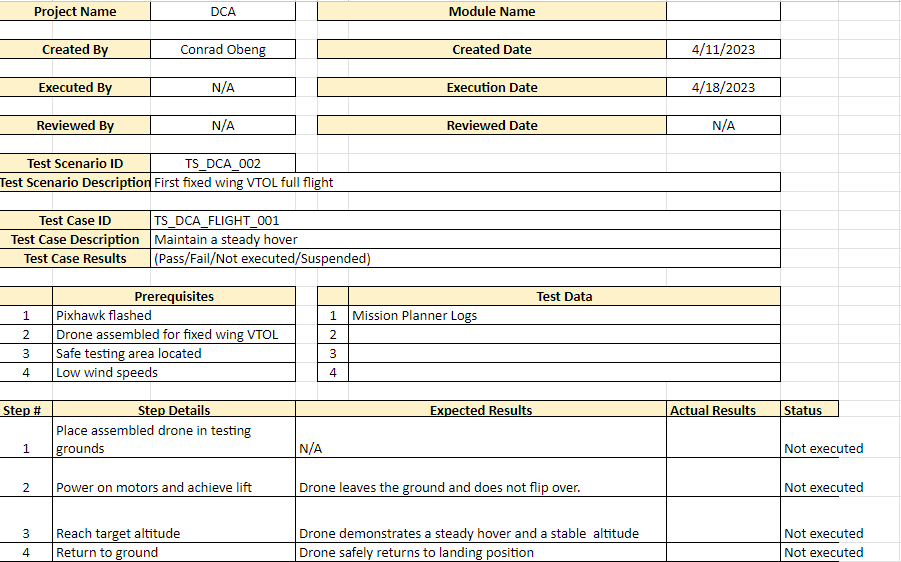 Project Name DCA Module Name
Created By Conrad Obeng Created Date 4/11/2023
Executed By N/A Execution Date 4/18/2023
Reviewed By N/A Reviewed Date N/A
Test Scenario ID TS_DCA_002
Test Scenario Description First fixed wing VTOL full flight
Test Case ID TS_DCA_FLIGHT_001
Test Case Description Maintain a steady hover
Test Case Results (Pass/Fail/Not executed/Suspended)
Prerequisites Test Data
1 Pixhawk flashed 1 Mission Planner Logs
2 Drone assembled for fixed wing VTOL 2
3 Safe testing area located 3
4 Low wind speeds 4
Step # Step Details Expected Results Actual Results Status
Place assembled drone in testing
1 grounds N/A Not executed
2 Power on motors and achieve lift Drone leaves the ground and does not flip over. Not executed
3 Reach target altitude Drone demonstrates a steady hover and a stable altitude Not executed
4 Return to ground Drone safely returns to landing position Not executed